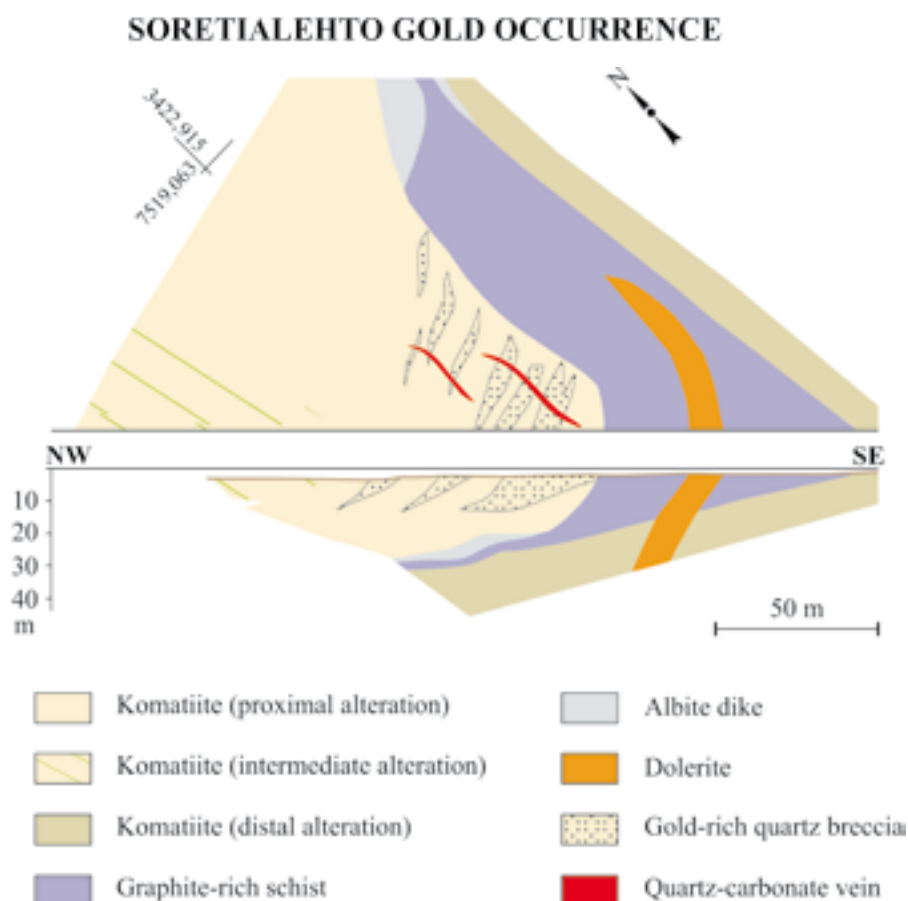 SORETIALEHTO GOLD OCCURRENCE
N
3422,915
7519,063
NW
SE
10
20
30
40
m
50 m
Komatiite (proximal alteration)
Albite dike
Komatiite (intermediate alteration)
Dolerite
Komatiite (distal alteration)
Gold-rich quartz breccia
Graphite-rich schist
Quartz-carbonate vein